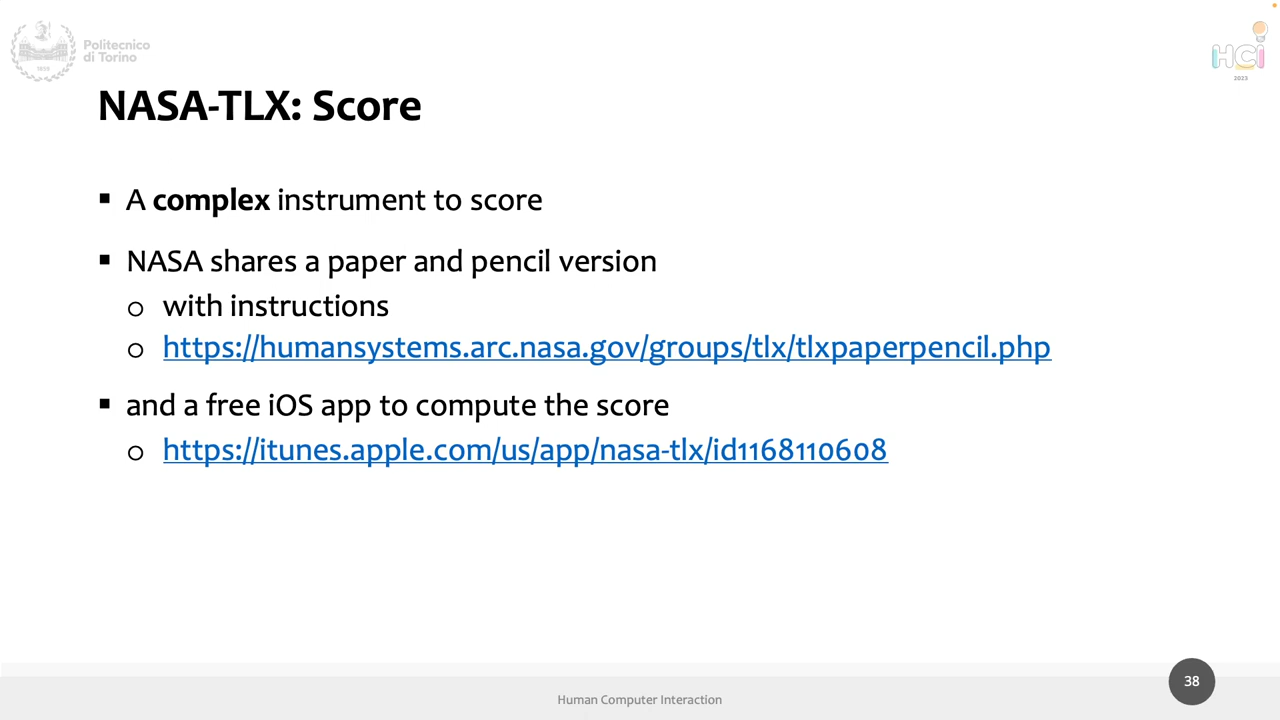 Politecnico
di Torino
1859
HCI
2023
NASA-TLX: Score
▪ A complex instrument to score
▪ NASA shares a paper and pencil version
o with instructions
o https://humansystems.arc.nasa.gov/groups/tlx/tlxpaperpencil.php
▪ and a free iOS app to compute the score
o https://itunes.apple.com/us/app/nasa-tlx/id1168110608
38
Human Computer Interaction